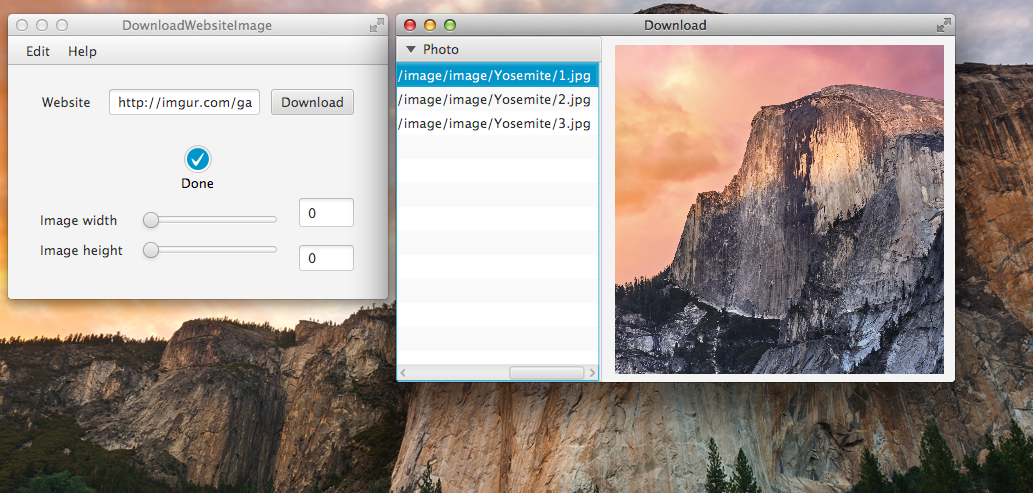 DownloadWebsiteImage
Edit Help
Website http://imgur.com/ga Download
Done
Image width 0
Image height 0
Download
Photo
/image/image/Yosemite/1.jpg
/image/image/Yosemite/2.jpg
/image/image/Yosemite/3.jpg